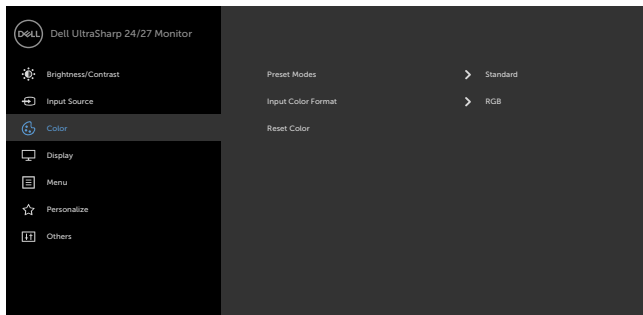 DELL Dell UltraSharp 24/27 Monitor
Brightness/Contrast Preset Modes Standard
Input Source Input Color Format RGB
Color Reset Color
Display
Menu
Personalize
Others